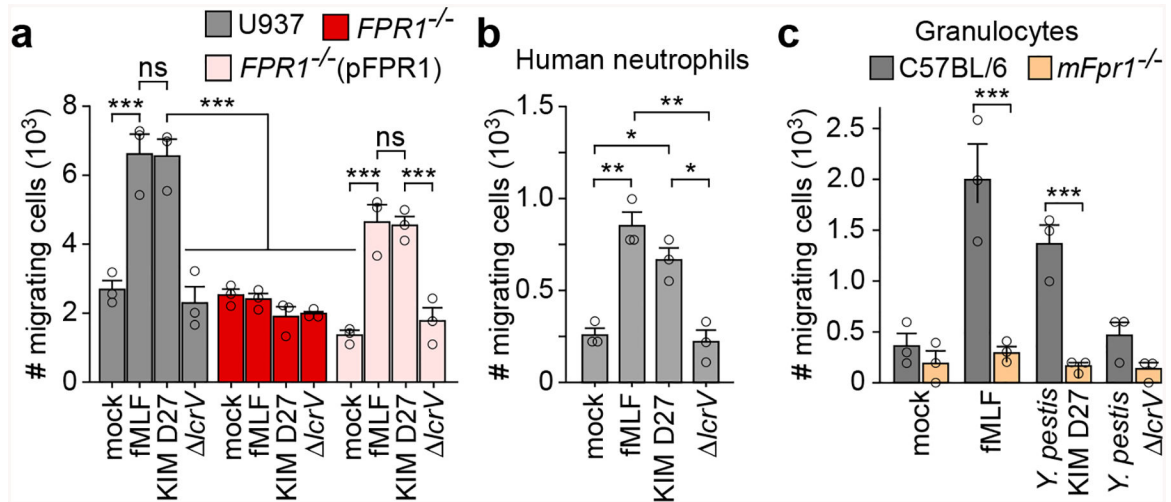 a
U937 FPR1-/-
FPR1-/-(pFPR1)
# migrating cells (10³)
8
6
4
2
0
ns
***
***
ns
***
***
mock
fMLF
KIM D27
ΔlcrV
mock
fMLF
KIM D27
ΔlcrV
mock
fMLF
KIM D27
ΔlcrV
b
Human neutrophils
# migrating cells (10³)
1.5
1.0
0.5
0
**
*
**
*
mock
fMLF
KIM D27
ΔlcrV
c
Granulocytes
C57BL/6 mFpr1-/-
# migrating cells (10³)
2.5
2.0
1.5
1.0
0.5
0
***
***
mock
fMLF
Y. pestis
KIM D27
Y. pestis
ΔlcrV